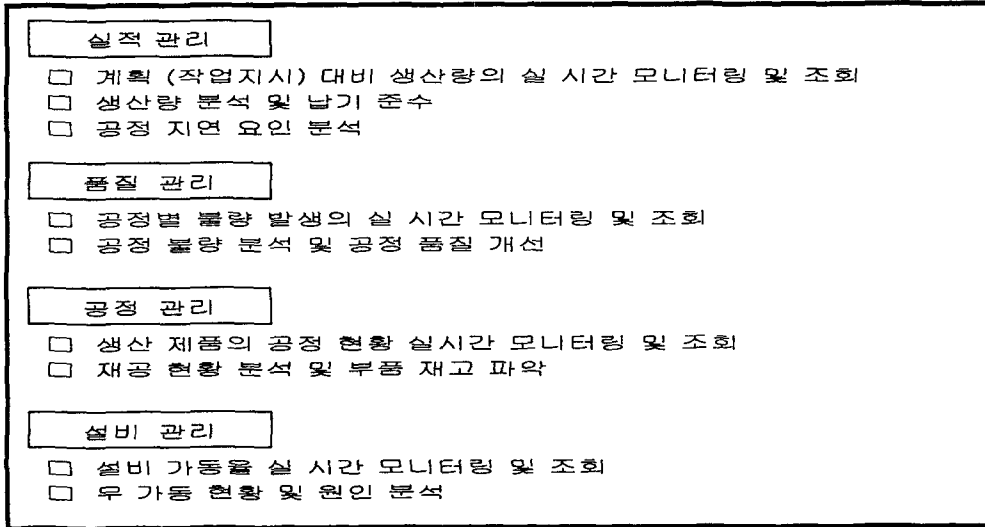 실적 관리
□ 계획 (작업지시) 대비 생산량의 실 시간 모니터링 및 조회
□ 생산량 분석 및 납기 준수
□ 공정 지연 요인 분석
품질 관리
□ 공정별 불량 발생의 실 시간 모니터링 및 조회
□ 공정 불량 분석 및 공정 품질 개선
공정 관리
□ 생산 제품의 공정 현황 실시간 모니터링 및 조회
□ 재공 현황 분석 및 부품 재고 파악
설비 관리
□ 설비 가동율 실 시간 모니터링 및 조회
□ 무 가동 현황 및 원인 분석